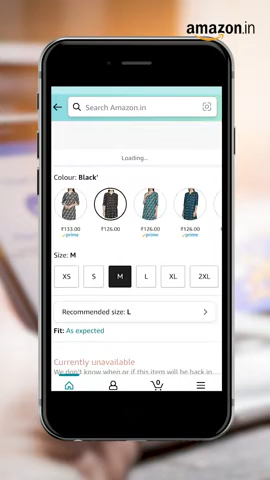 amazon.in
Search Amazon.in
Loading...
Colour: Black'
₹133.00 ₹126.00 ₹126.00 ₹126.00
prime prime prime
Size: M
XS S M L XL 2XL
Recommended size: L
Fit: As expected
Currently unavailable
We don't know when or if this item will be back in
0